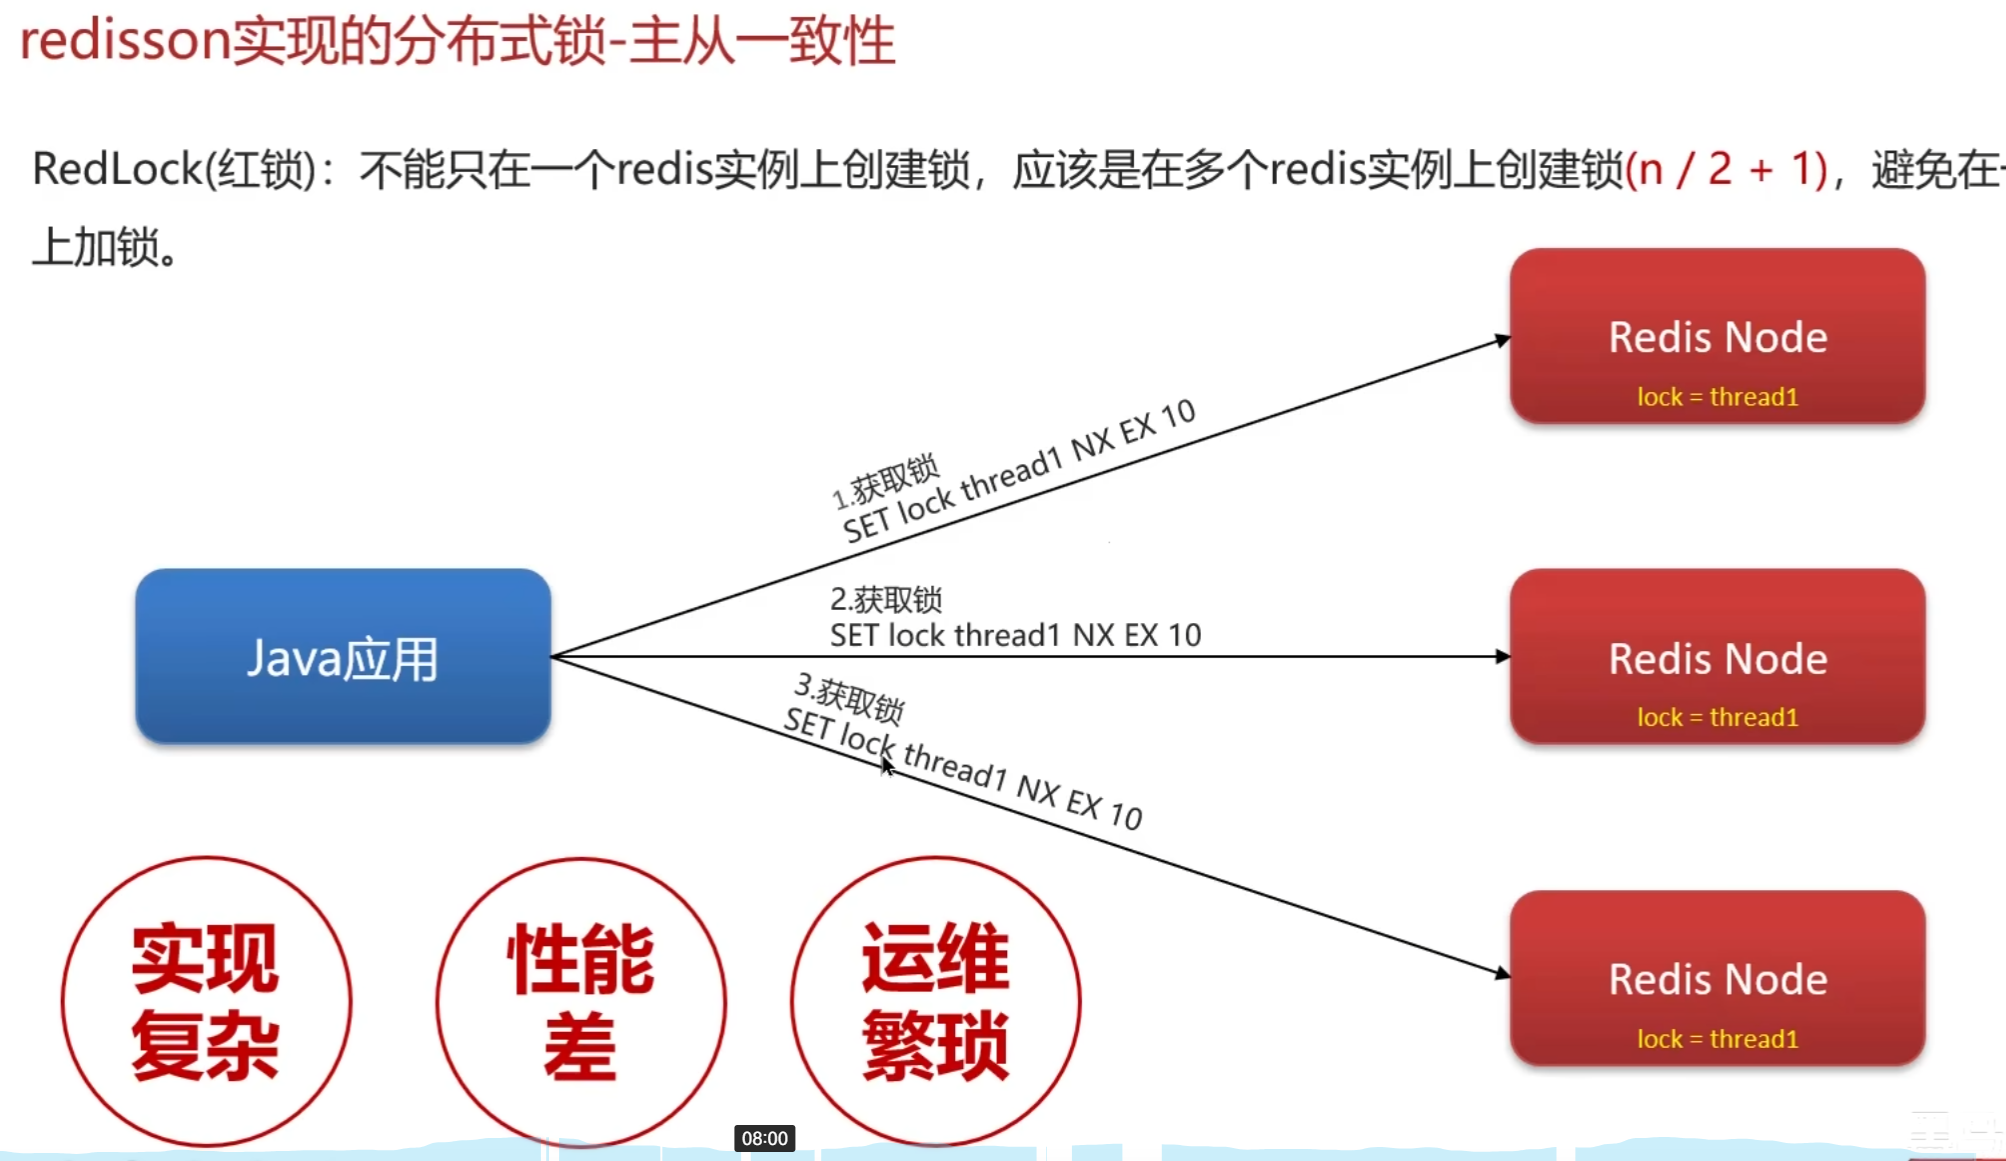 redisson实现的分布式锁-主从一致性
RedLock(红锁)：不能只在一个redis实例上创建锁，应该是在多个redis实例上创建锁(n / 2 + 1)，避免在
上加锁。
Redis Node
lock = thread1
1.获取锁
SET lock thread1 NX EX 10
Java应用
2.获取锁
SET lock thread1 NX EX 10
Redis Node
lock = thread1
3.获取锁
SET lock thread1 NX EX 10
Redis Node
lock = thread1
实现
复杂
性能
差
运维
繁琐
08:00